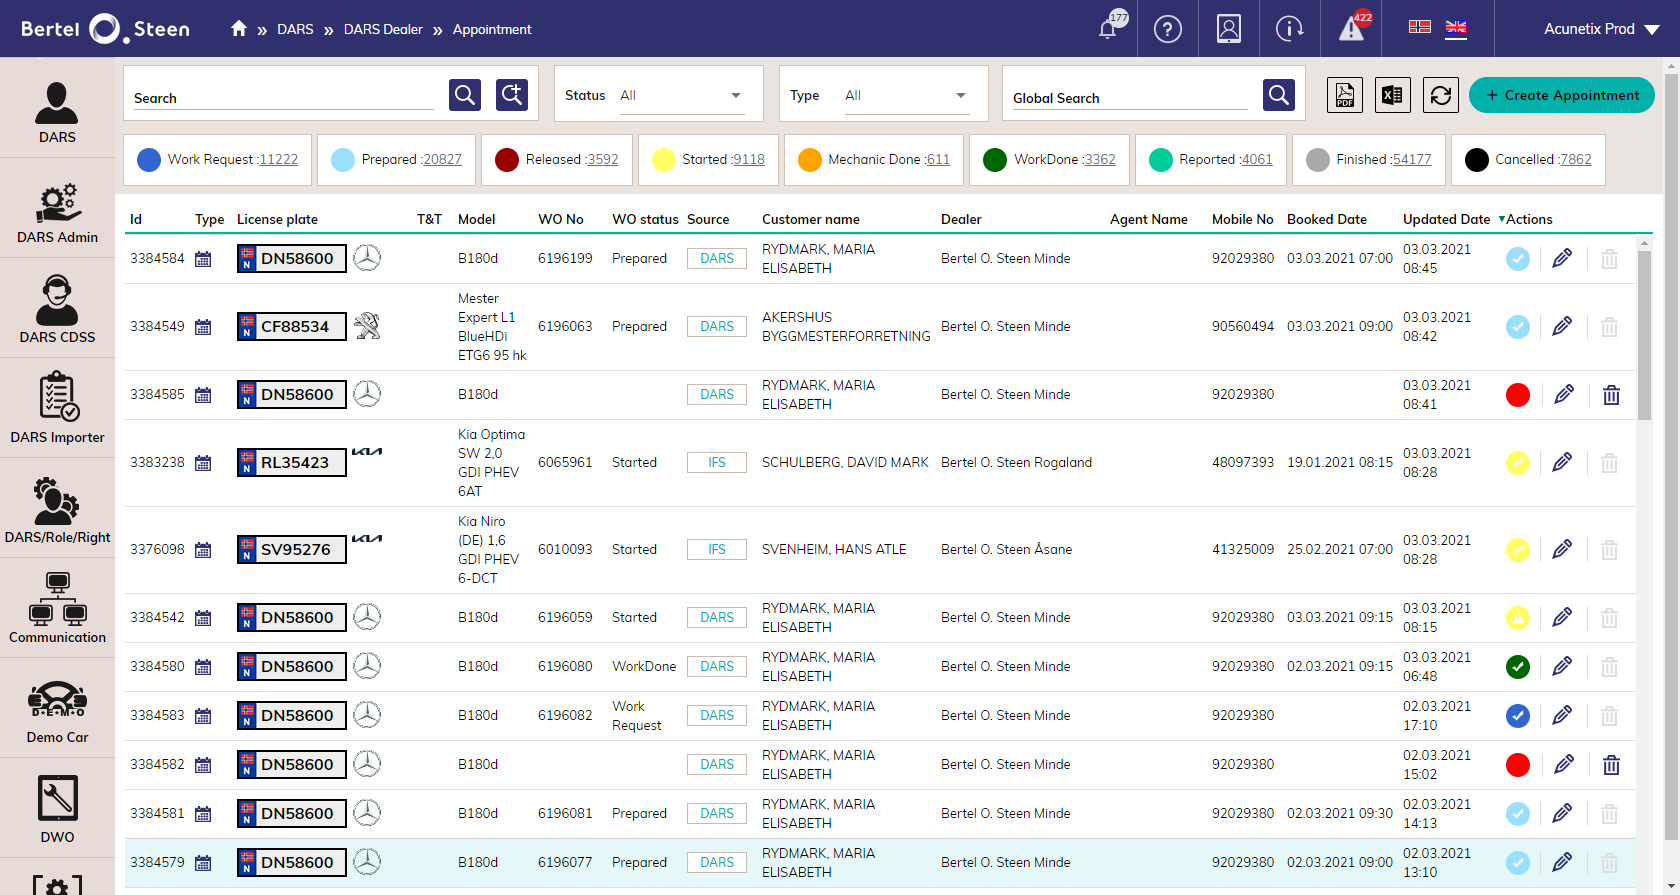 Bertel O. Steen
» DARS » DARS Dealer » Appointment
177
422
Acunetix Prod
DARS
DARS Admin
DARS CDSS
DARS Importer
DARS/Role/Right
Communication
D·E·M·O
Demo Car
DWO
Search
Status All
Type All
Global Search
PDF
X
+ Create Appointment
Work Request :11222
Prepared :20827
Released :3592
Started :9118
Mechanic Done :611
WorkDone :3362
Reported :4061
Finished :54177
Cancelled :7862
Id Type License plate T&T Model WO No WO status Source Customer name Dealer Agent Name Mobile No Booked Date Updated Date Actions
3384584 N DN58600 B180d 6196199 Prepared DARS RYDMARK, MARIA ELISABETH Bertel O. Steen Minde 92029380 03.03.2021 07:00 03.03.2021 08:45
3384549 N CF88534 Mester Expert L1 BlueHDi ETG6 95 hk 6196063 Prepared DARS AKERSHUS BYGGMESTERFORRETNING Bertel O. Steen Minde 90560494 03.03.2021 09:00 03.03.2021 08:42
3384585 N DN58600 B180d DARS RYDMARK, MARIA ELISABETH Bertel O. Steen Minde 92029380 03.03.2021 08:41
3383238 N RL35423 KIA Kia Optima SW 2,0 GDI PHEV 6AT 6065961 Started IFS SCHULBERG, DAVID MARK Bertel O. Steen Rogaland 48097393 19.01.2021 08:15 03.03.2021 08:28
3376098 N SV95276 KIA Kia Niro (DE) 1,6 GDI PHEV 6-DCT 6010093 Started IFS SVENHEIM, HANS ATLE Bertel O. Steen Åsane 41325009 25.02.2021 07:00 03.03.2021 08:28
3384542 N DN58600 B180d 6196059 Started DARS RYDMARK, MARIA ELISABETH Bertel O. Steen Minde 92029380 03.03.2021 09:15 03.03.2021 08:15
3384580 N DN58600 B180d 6196080 WorkDone DARS RYDMARK, MARIA ELISABETH Bertel O. Steen Minde 92029380 02.03.2021 09:15 03.03.2021 06:48
3384583 N DN58600 B180d 6196082 Work Request DARS RYDMARK, MARIA ELISABETH Bertel O. Steen Minde 92029380 02.03.2021 17:10
3384582 N DN58600 B180d DARS RYDMARK, MARIA ELISABETH Bertel O. Steen Minde 92029380 02.03.2021 15:02
3384581 N DN58600 B180d 6196081 Prepared DARS RYDMARK, MARIA ELISABETH Bertel O. Steen Minde 92029380 02.03.2021 09:30 02.03.2021 14:13
3384579 N DN58600 B180d 6196077 Prepared DARS RYDMARK, MARIA ELISABETH Bertel O. Steen Minde 92029380 02.03.2021 09:00 02.03.2021 13:10